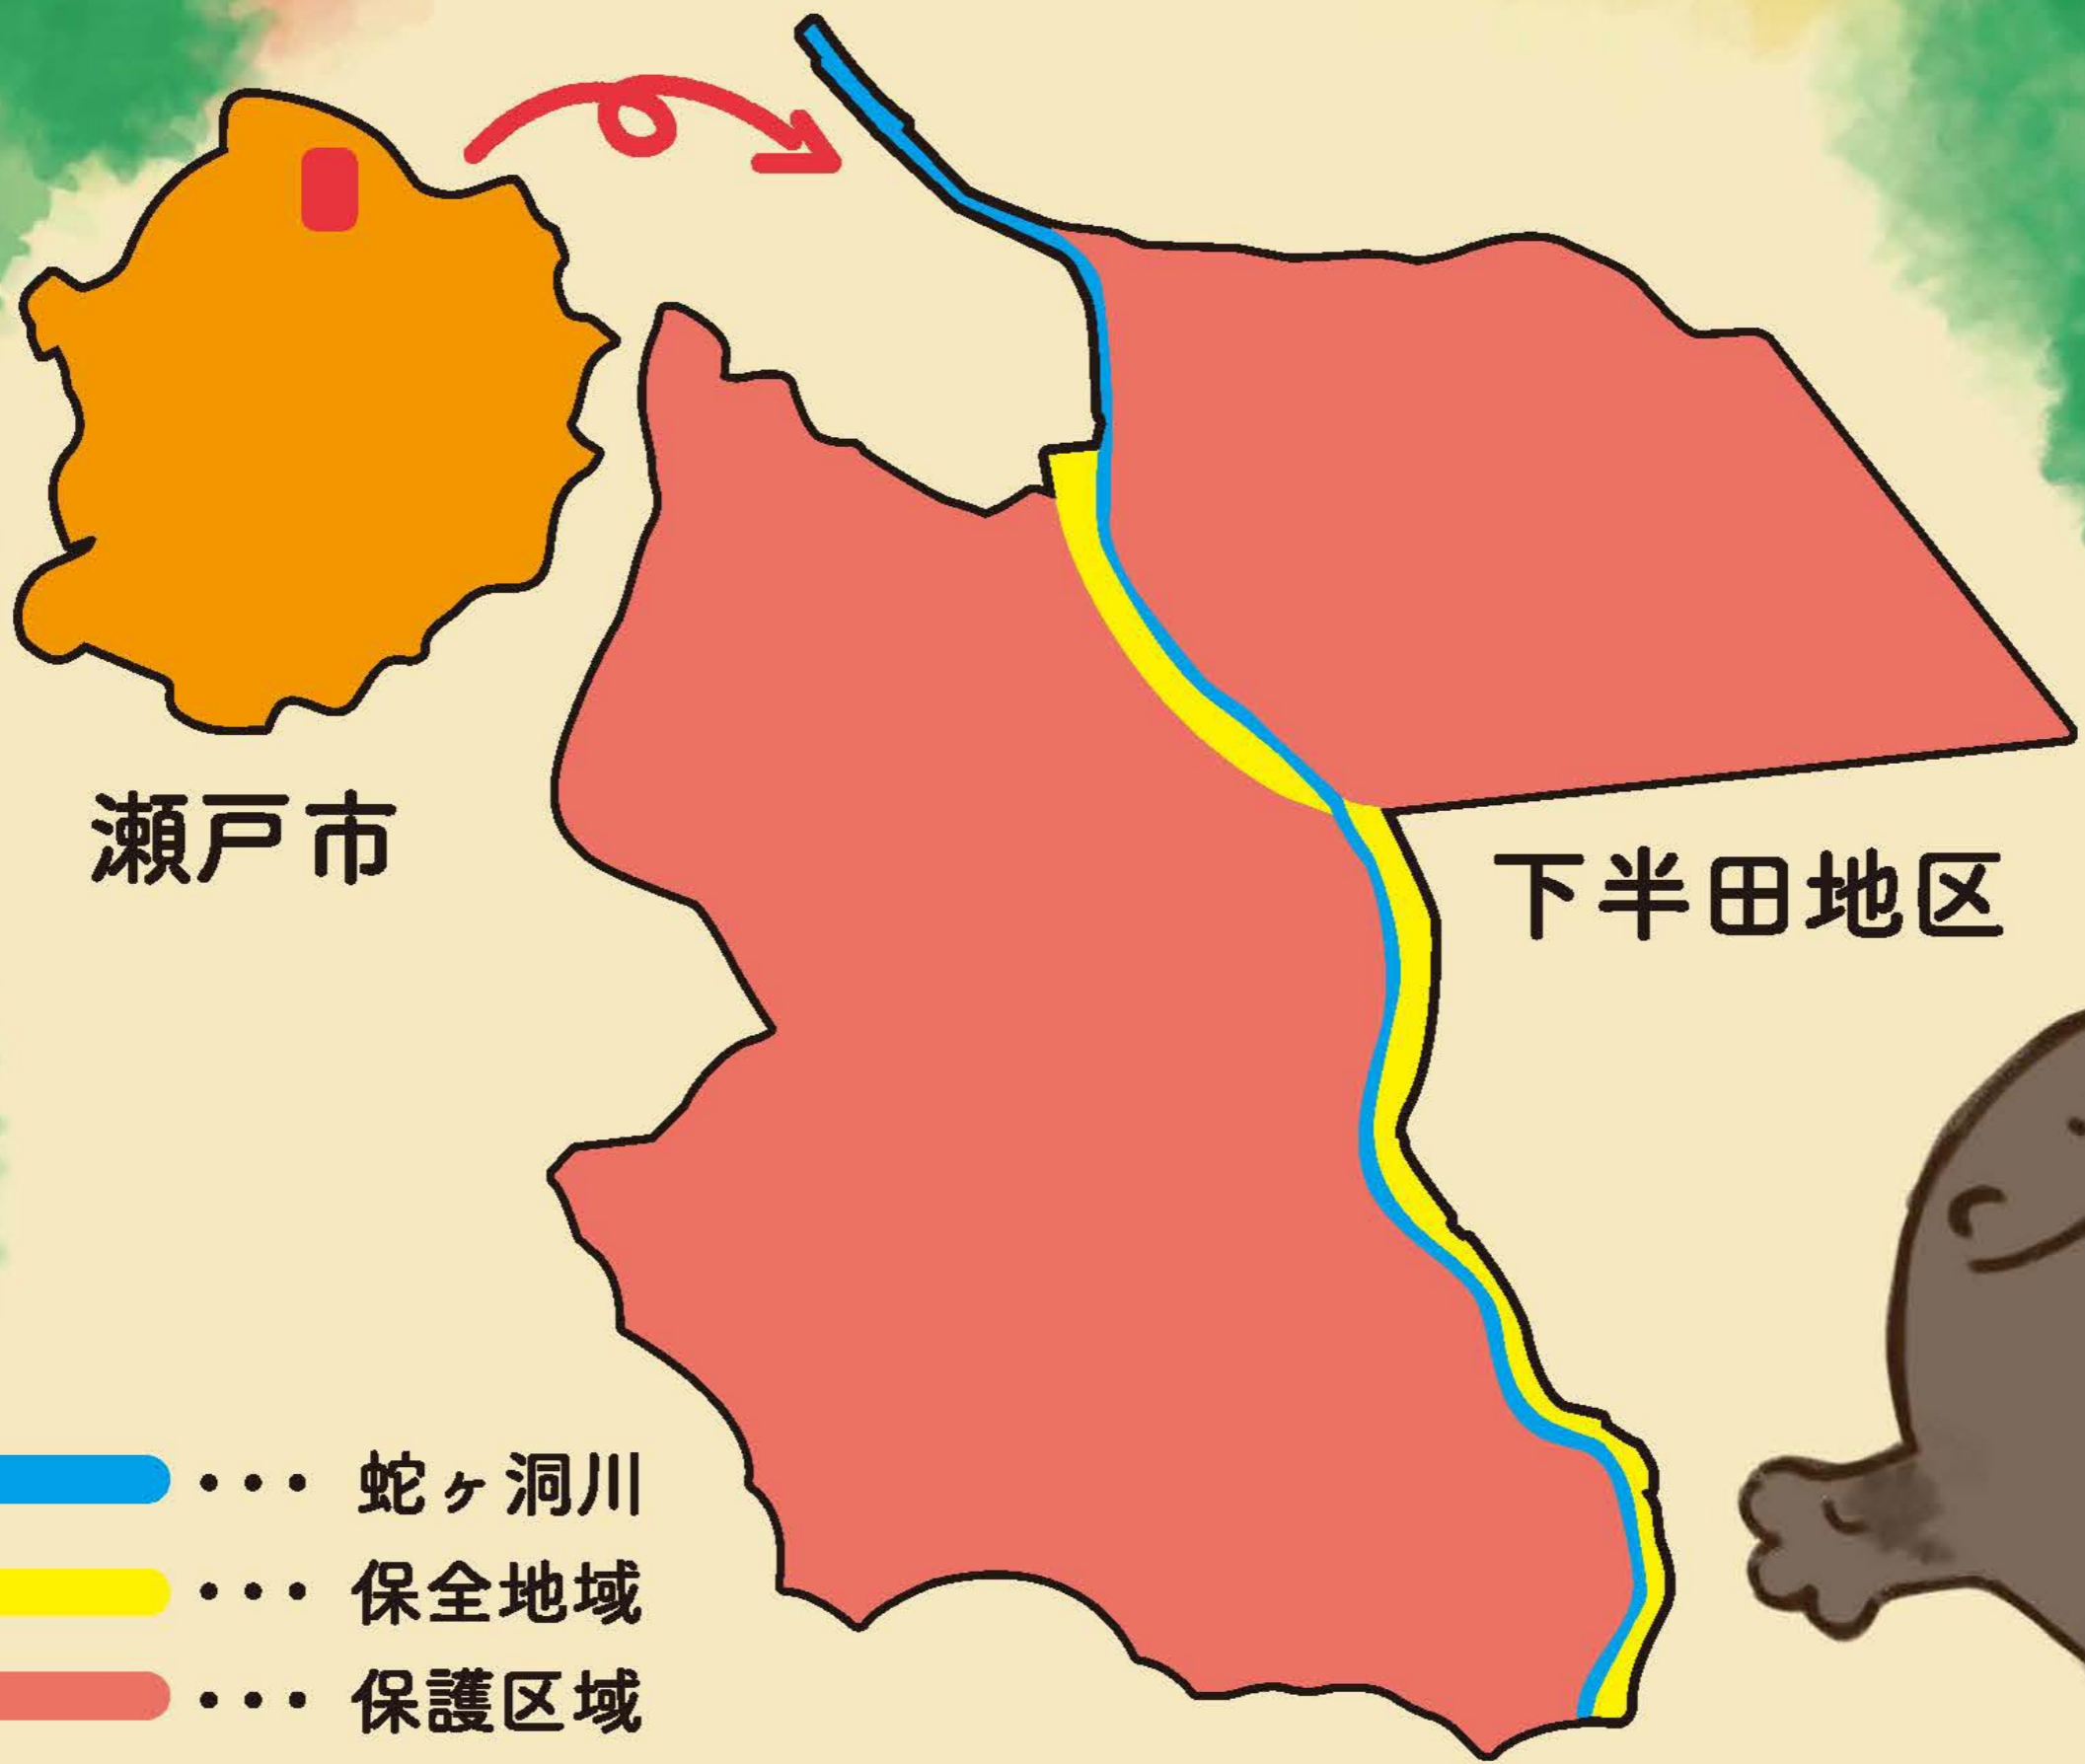 瀬戸市
下半田地区
・・・ 蛇ヶ洞川
・・・ 保全地域
・・・ 保護区域